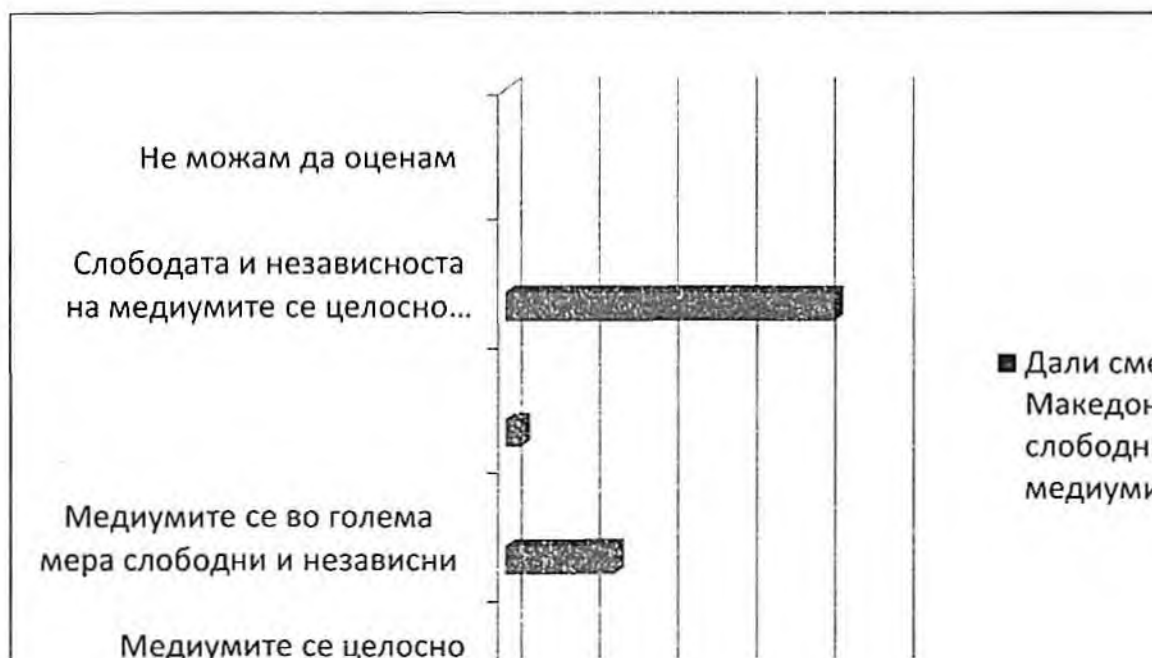 Не можам да оценам
Слободата и независноста
на медиумите се целосно...
Медиумите се во голема
мера слободни и независни
Медиумите се целосно
■ Дали сме
Македон
слободн
медиуми